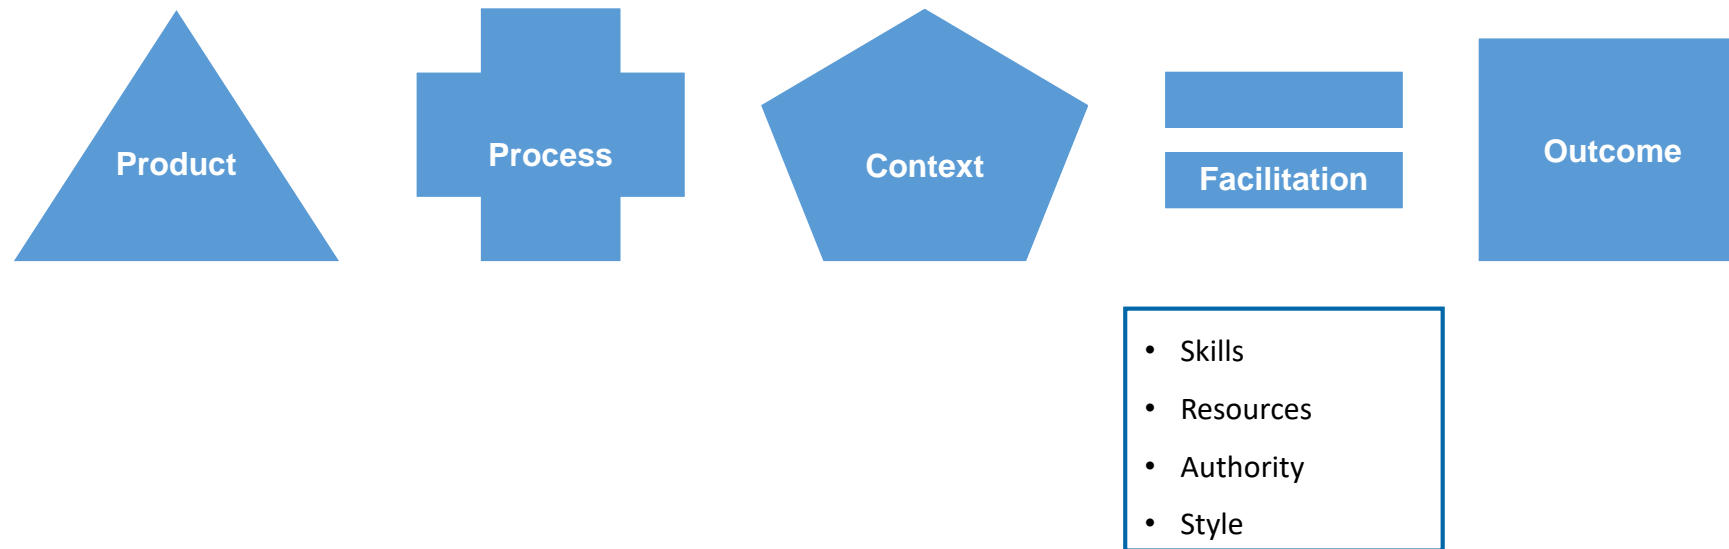 Product
Process
Context
Facilitation
Outcome
• Skills
• Resources
• Authority
• Style